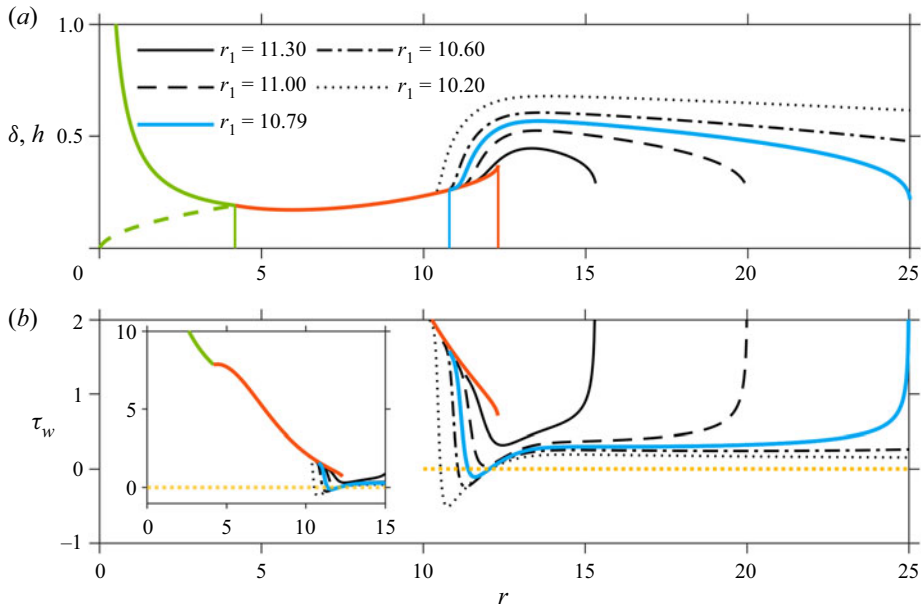 (a)
1.0
r1 = 11.30 r1 = 10.60
r1 = 11.00 r1 = 10.20
r1 = 10.79
δ, h 0.5
0 5 10 15 20 25
(b)
2
10
1
5
τw
0
0
0 5 10 15
−1
0 5 10 15 20 25
r